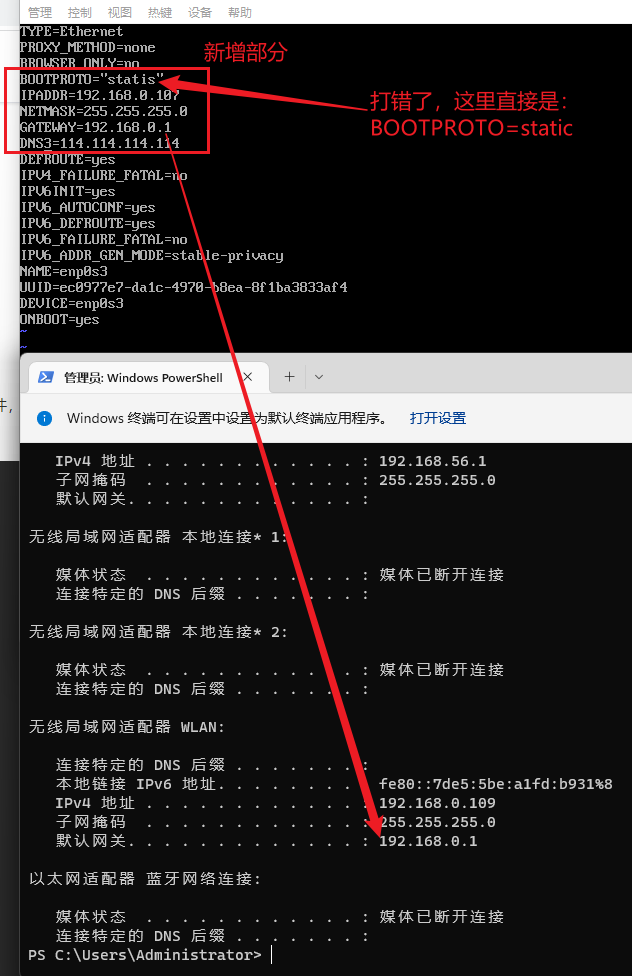 管理 控制 视图 热键 设备 帮助
TYPE=Ethernet
PROXY_METHOD=none
BROWSER_ONLY=no
BOOTPROTO="statis"
IPADDR=192.168.0.107
NETMASK=255.255.255.0
GATEWAY=192.168.0.1
DNS3=114.114.114.114
DEFROUTE=yes
IPV4_FAILURE_FATAL=no
IPV6INIT=yes
IPV6_AUTOCONF=yes
IPV6_DEFROUTE=yes
IPV6_FAILURE_FATAL=no
IPV6_ADDR_GEN_MODE=stable-privacy
NAME=enp0s3
UUID=ec0977e7-da1c-4970-b8ea-8f1ba3833af4
DEVICE=enp0s3
ONBOOT=yes
~
~
新增部分
打错了，这里直接是：
BOOTPROTO=static
件，
管理员: Windows PowerShell
Windows 终端可在设置中设置为默认终端应用程序。 打开设置
IPv4 地址 . . . . . . . . . . . . : 192.168.56.1
子网掩码 . . . . . . . . . . . . : 255.255.255.0
默认网关. . . . . . . . . . . . . :
无线局域网适配器 本地连接* 1:
媒体状态 . . . . . . . . . . . . : 媒体已断开连接
连接特定的 DNS 后缀 . . . . . . . :
无线局域网适配器 本地连接* 2:
媒体状态 . . . . . . . . . . . . : 媒体已断开连接
连接特定的 DNS 后缀 . . . . . . . :
无线局域网适配器 WLAN:
连接特定的 DNS 后缀 . . . . . . . :
本地链接 IPv6 地址. . . . . . . . : fe80::7de5:5be:a1fd:b931%8
IPv4 地址 . . . . . . . . . . . . : 192.168.0.109
子网掩码 . . . . . . . . . . . . : 255.255.255.0
默认网关. . . . . . . . . . . . . : 192.168.0.1
以太网适配器 蓝牙网络连接:
媒体状态 . . . . . . . . . . . . : 媒体已断开连接
连接特定的 DNS 后缀 . . . . . . . :
PS C:\Users\Administrator>